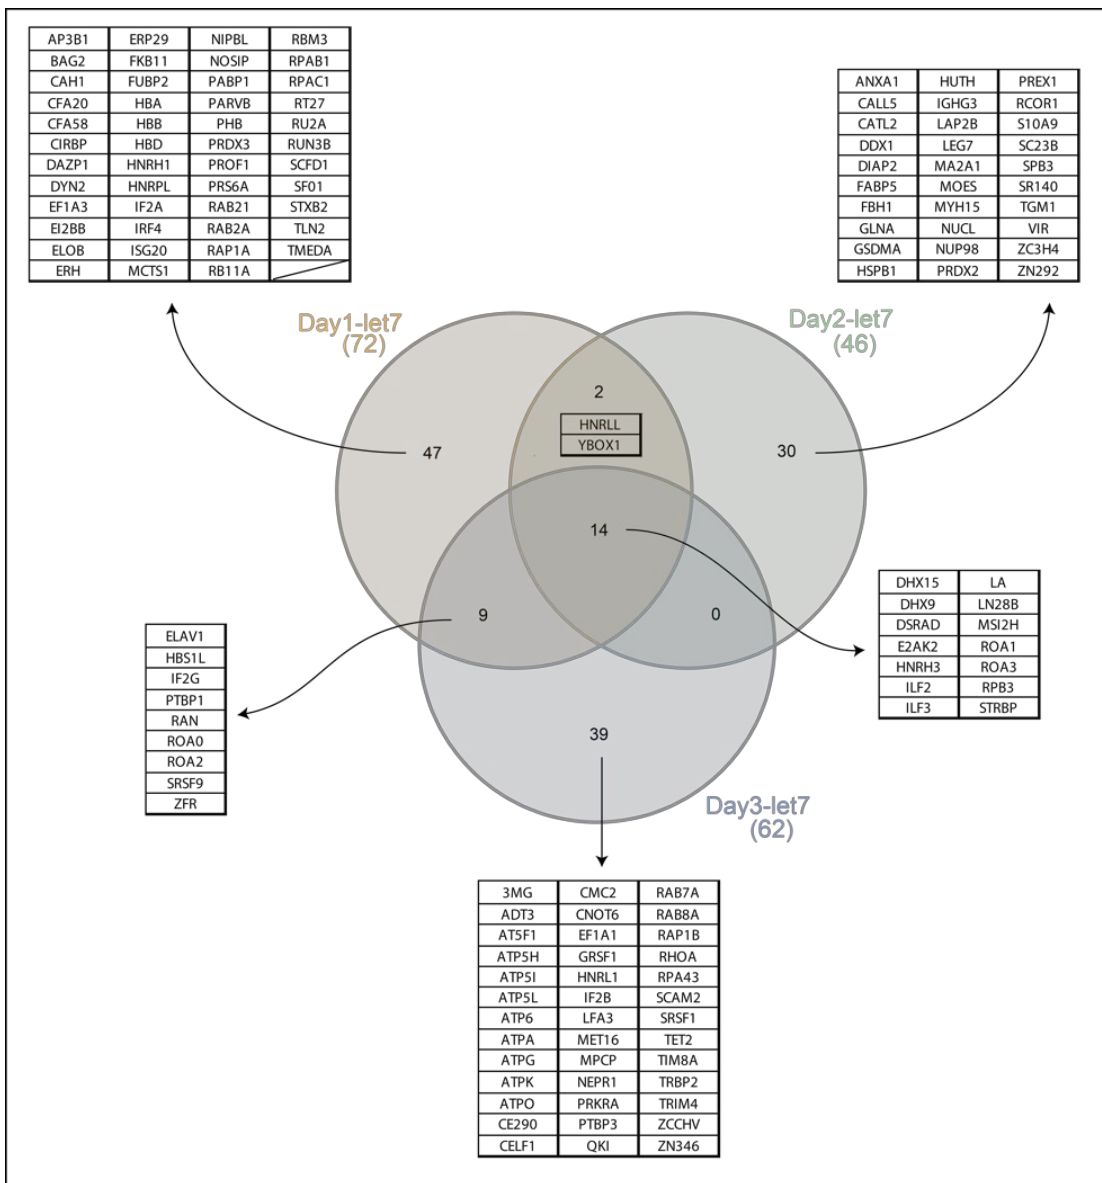 AP3B1 ERP29 NIPBL RBM3
BAG2 FKB11 NOSIP RPAB1
CAH1 FUBP2 PABP1 RPAC1
CFA20 HBA PARVB RT27
CFA58 HBB PHB RU2A
CIRBP HBD PRDX3 RUN3B
DAZP1 HNRH1 PROF1 SCFD1
DYN2 HNRPL PRS6A SF01
EF1A3 IF2A RAB21 STXB2
EI2BB IRF4 RAB2A TLN2
ELOB ISG20 RAP1A TMEDA
ERH MCTS1 RB11A
ANXA1 HUTH PREX1
CALL5 IGHG3 RCOR1
CATL2 LAP2B S10A9
DDX1 LEG7 SC23B
DIAP2 MA2A1 SPB3
FABP5 MOES SR140
FBH1 MYH15 TGM1
GLNA NUCL VIR
GSDMA NUP98 ZC3H4
HSPB1 PRDX2 ZN292
Day1-let7
(72)
Day2-let7
(46)
2
HNRLL
YBOX1
47
30
14
9
0
39
DHX15 LA
DHX9 LN28B
DSRAD MSI2H
E2AK2 ROA1
HNRH3 ROA3
ILF2 RPB3
ILF3 STRBP
ELAV1
HBS1L
IF2G
PTBP1
RAN
ROA0
ROA2
SRSF9
ZFR
Day3-let7
(62)
3MG CMC2 RAB7A
ADT3 CNOT6 RAB8A
AT5F1 EF1A1 RAP1B
ATP5H GRSF1 RHOA
ATP5I HNRL1 RPA43
ATP5L IF2B SCAM2
ATP6 LFA3 SRSF1
ATPA MET16 TET2
ATPG MPCP TIM8A
ATPK NEPR1 TRBP2
ATPO PRKRA TRIM4
CE290 PTBP3 ZCCHV
CELF1 QKI ZN346